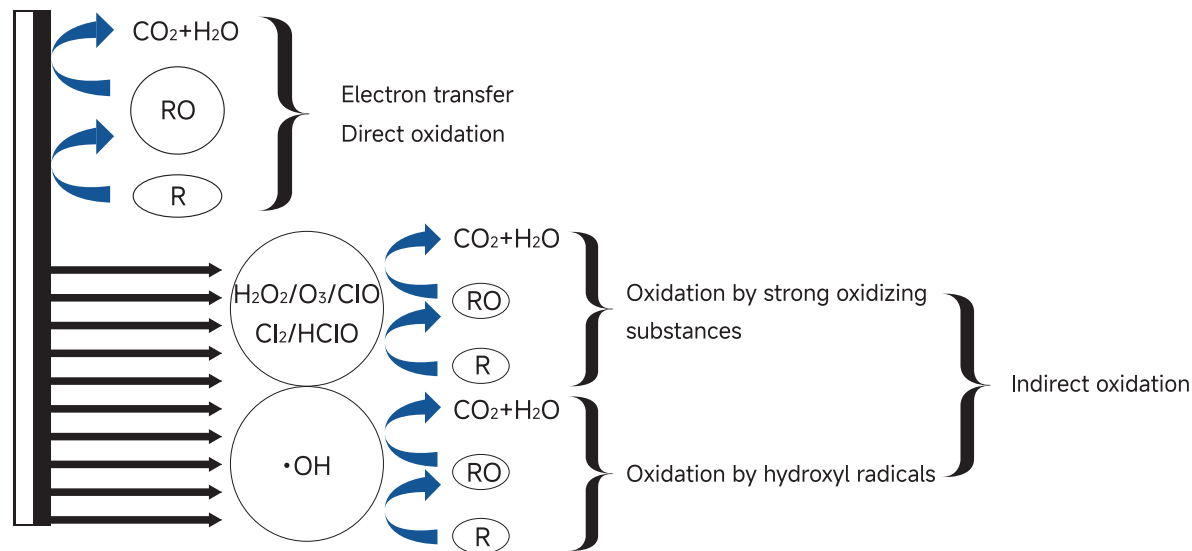 CO₂+H₂O
RO
R
Electron transfer
Direct oxidation
H₂O₂/O₃/ClO
Cl₂/HClO
CO₂+H₂O
RO
R
Oxidation by strong oxidizing
substances
•OH
CO₂+H₂O
RO
R
Oxidation by hydroxyl radicals
Indirect oxidation